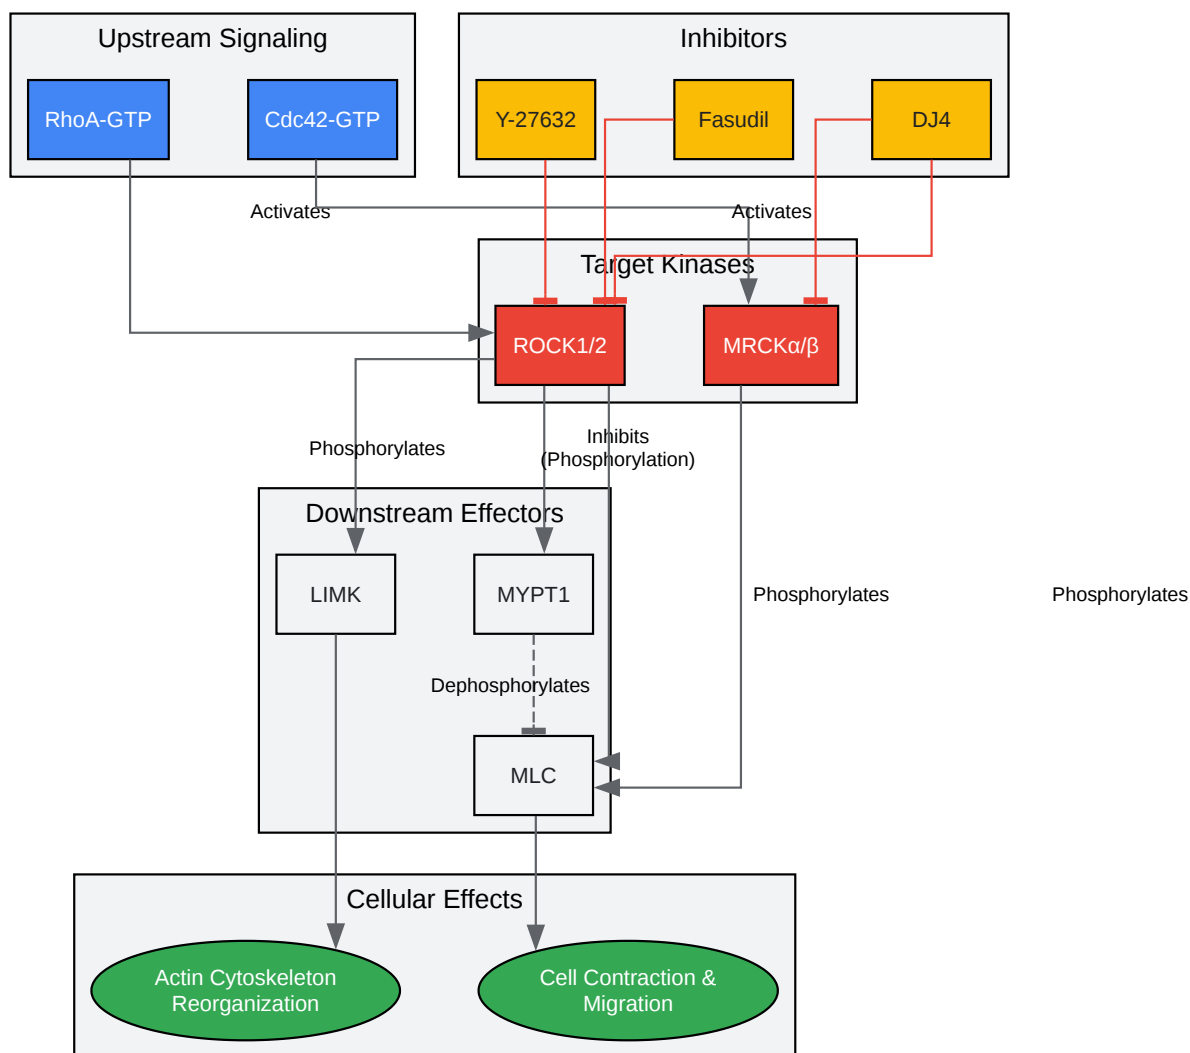 Upstream Signaling
Inhibitors
RhoA-GTP
Cdc42-GTP
Y-27632
Fasudil
DJ4
Activates
Activates
Target Kinases
ROCK1/2
MRCKα/β
Phosphorylates
Inhibits
(Phosphorylation)
Downstream Effectors
LIMK
MYPT1
Phosphorylates
Phosphorylates
Dephosphorylates
MLC
Cellular Effects
Actin Cytoskeleton
Reorganization
Cell Contraction &
Migration